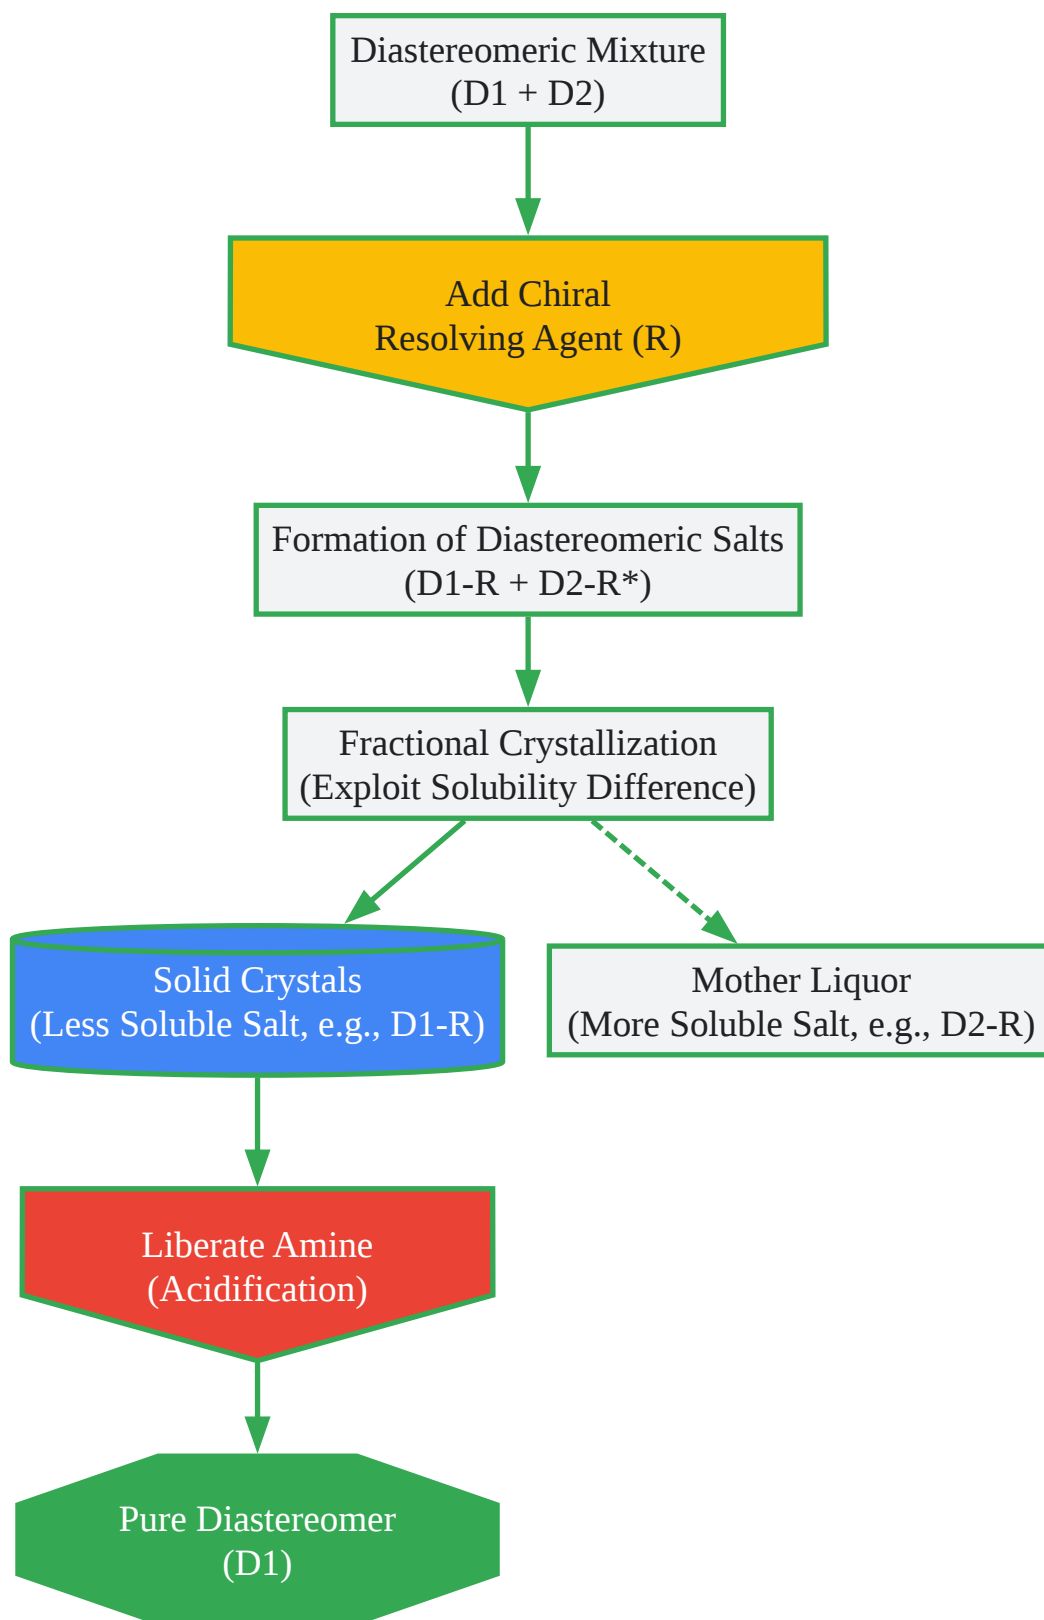 Diastereomeric Mixture
(D1 + D2)
Add Chiral
Resolving Agent (R)
Formation of Diastereomeric Salts
(D1-R + D2-R*)
Fractional Crystallization
(Exploit Solubility Difference)
Solid Crystals
(Less Soluble Salt, e.g., D1-R)
Mother Liquor
(More Soluble Salt, e.g., D2-R)
Liberate Amine
(Acidification)
Pure Diastereomer
(D1)